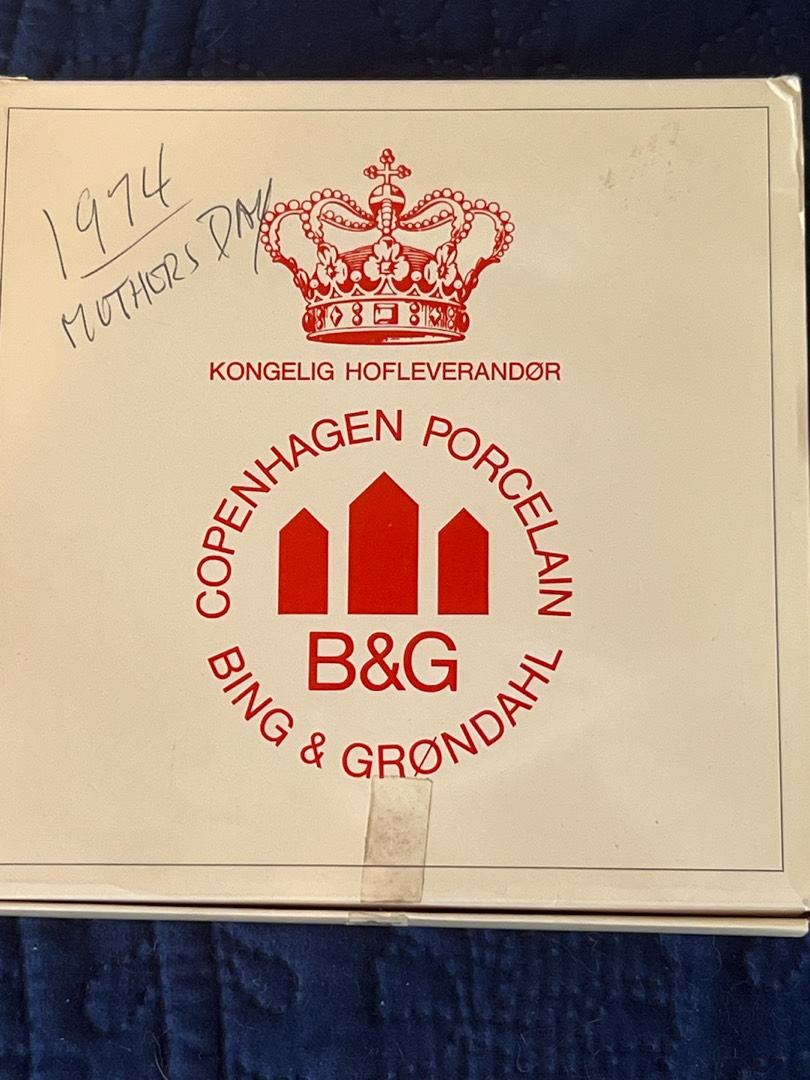 1974
MOTHERS DAY
KONGELIG HOFLEVERANDØR
COPENHAGEN PORCELAIN
B&G
BING & GRØNDAHL